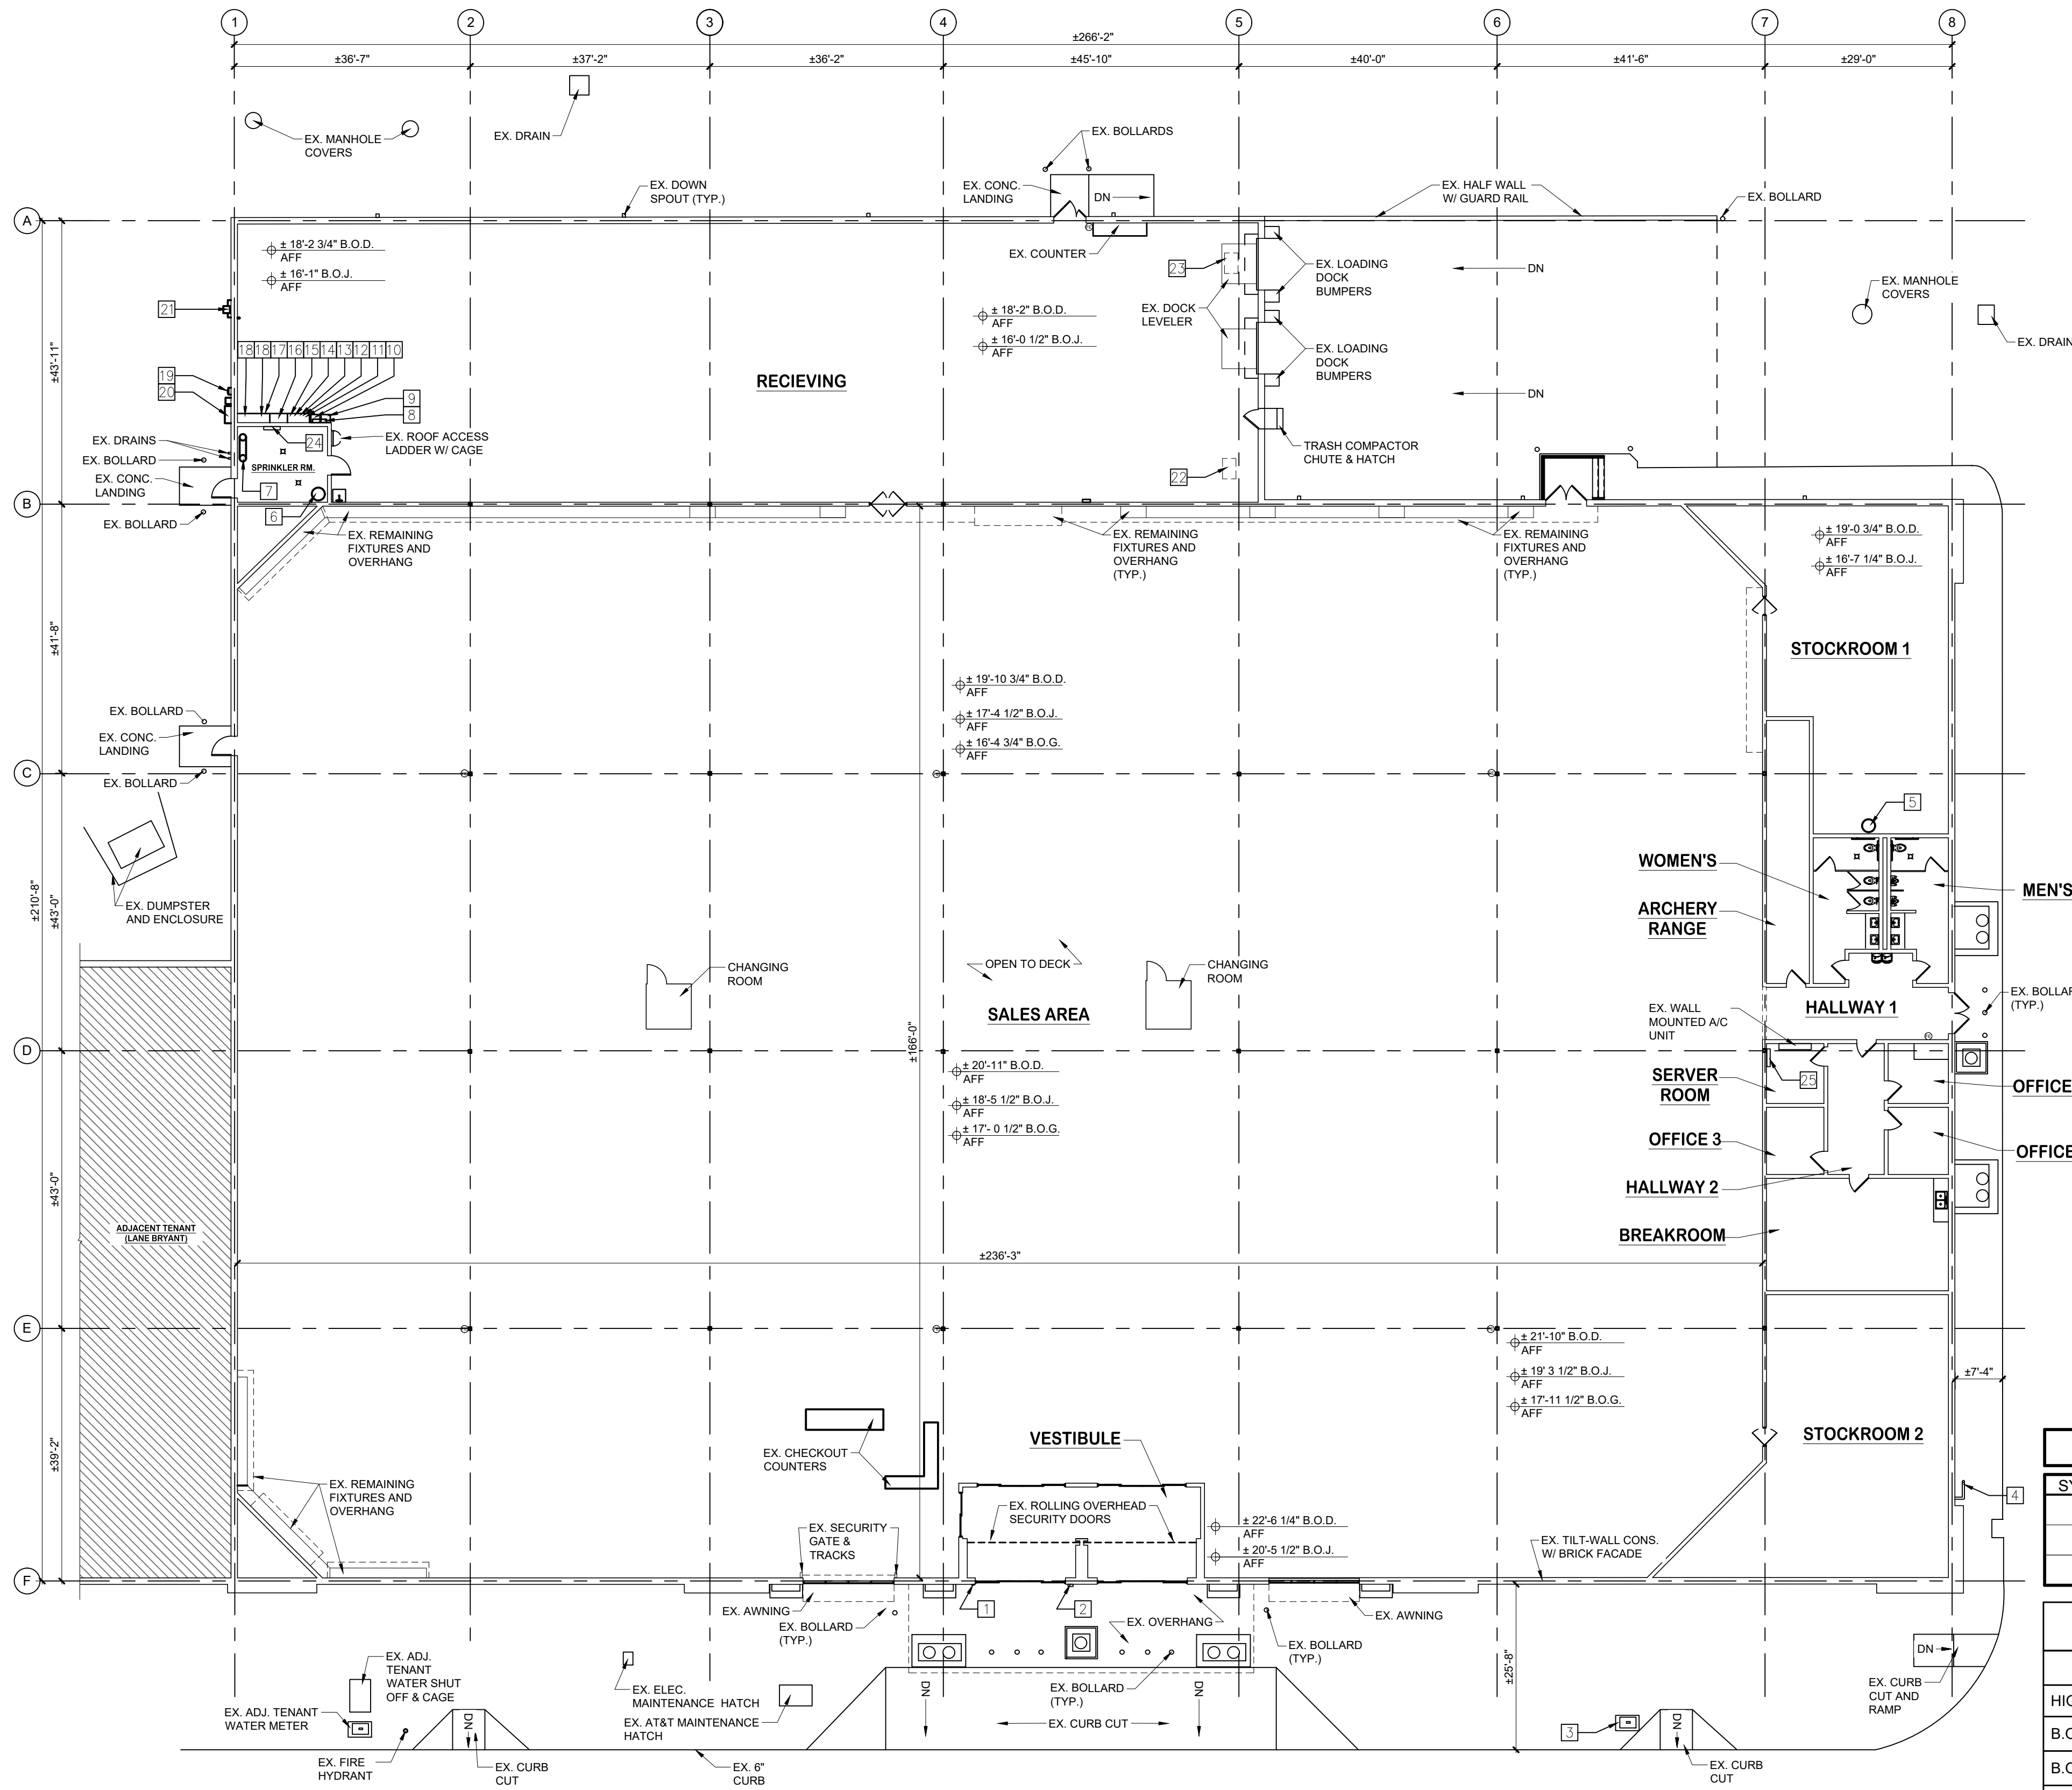 1
2
3
4
5
6
7
8
±266'-2"
±36'-7"
±37'-2"
±36'-2"
±45'-10"
±40'-0"
±41'-6"
±29'-0"
EX. MANHOLE
COVERS
EX. DRAIN
EX. BOLLARDS
EX. DOWN
SPOUT (TYP.)
EX. CONC.
LANDING
DN
EX. HALF WALL
W/ GUARD RAIL
EX. BOLLARD
A
± 18'-2 3/4" B.O.D.
AFF
± 16'-1" B.O.J.
AFF
EX. COUNTER
23
EX. LOADING
DOCK
BUMPERS
DN
EX. MANHOLE
COVERS
EX. DRAIN
21
± 18'-2" B.O.D.
AFF
± 16'-0 1/2" B.O.J.
AFF
EX. DOCK
LEVELER
EX. LOADING
DOCK
BUMPERS
±43'-11"
18 18 17 16 15 14 13 12 11 10
19
20
RECIEVING
DN
9
8
EX. DRAINS
EX. BOLLARD
EX. CONC.
LANDING
24
EX. ROOF ACCESS
LADDER W/ CAGE
SPRINKLER RM.
7
TRASH COMPACTOR
CHUTE & HATCH
22
B
EX. BOLLARD
6
EX. REMAINING
FIXTURES AND
OVERHANG
EX. REMAINING
FIXTURES AND
OVERHANG
(TYP.)
EX. REMAINING
FIXTURES AND
OVERHANG
(TYP.)
± 19'-0 3/4" B.O.D.
AFF
± 16'-7 1/4" B.O.J.
AFF
±41'-8"
STOCKROOM 1
± 19'-10 3/4" B.O.D.
AFF
± 17'-4 1/2" B.O.J.
AFF
± 16'-4 3/4" B.O.G.
AFF
EX. BOLLARD
EX. CONC.
LANDING
C
EX. BOLLARD
5
WOMEN'S
MEN'S
ARCHERY
RANGE
±210'-8"
±43'-0"
EX. DUMPSTER
AND ENCLOSURE
CHANGING
ROOM
OPEN TO DECK
CHANGING
ROOM
SALES AREA
EX. WALL
MOUNTED A/C
UNIT
HALLWAY 1
EX. BOLLAR
(TYP.)
±166'-0"
D
± 20'-11" B.O.D.
AFF
± 18'-5 1/2" B.O.J.
AFF
± 17'- 0 1/2" B.O.G.
AFF
SERVER
ROOM
25
OFFICE
OFFICE 3
OFFICE
HALLWAY 2
BREAKROOM
±43'-0"
ADJACENT TENANT
(LANE BRYANT)
±236'-3"
E
± 21'-10" B.O.D.
AFF
± 19' 3 1/2" B.O.J.
AFF
± 17'-11 1/2" B.O.G.
AFF
±7'-4"
±39'-2"
EX. CHECKOUT
COUNTERS
VESTIBULE
STOCKROOM 2
EX. REMAINING
FIXTURES AND
OVERHANG
EX. ROLLING OVERHEAD
SECURITY DOORS
EX. SECURITY
GATE &
TRACKS
± 22'-6 1/4" B.O.D.
AFF
± 20'-5 1/2" B.O.J.
AFF
EX. TILT-WALL CONS.
W/ BRICK FACADE
4
SY
F
EX. AWNING
1
2
EX. BOLLARD
(TYP.)
EX. OVERHANG
EX. AWNING
EX. BOLLARD
(TYP.)
EX. ADJ.
TENANT
WATER SHUT
OFF & CAGE
EX. ELEC.
MAINTENANCE HATCH
EX. AT&T MAINTENANCE
HATCH
EX. ADJ. TENANT
WATER METER
DN
DN
EX. BOLLARD
(TYP.)
EX. CURB CUT
DN
±25'-8"
3
DN
DN
EX. CURB
CUT AND
RAMP
EX. FIRE
HYDRANT
EX. CURB
CUT
EX. 6"
CURB
EX. CURB
CUT
HIG
B.O
B.O